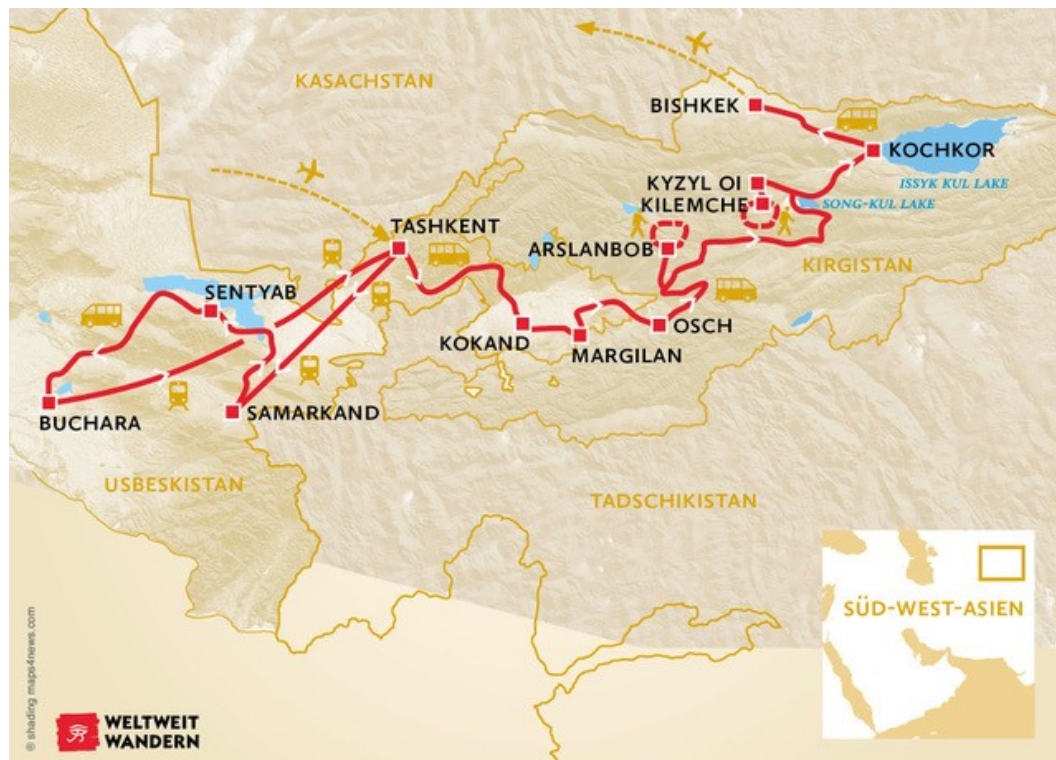 KASACHSTAN
BISHKEK
KOCHKOR
ISSYK KUL LAKE
KYZYL OI
KILEMCHE
SONG-KUL LAKE
TASHKENT
ARSLANBOB
KIRGISTAN
SENTYAB
KOKAND
OSCH
MARGILAN
BUCHARA
SAMARKAND
USBESKISTAN
TADSCHIKISTAN
SÜD-WEST-ASIEN
© shading maps4news.com
WELTWEIT
WANDERN